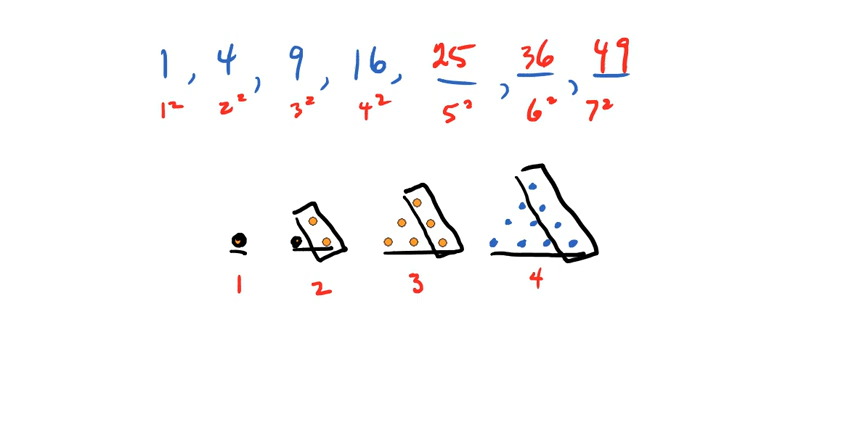 1, 4, 9, 16, 25, 36, 49
1² 2² 3² 4² 5² 6² 7²
1 2 3 4